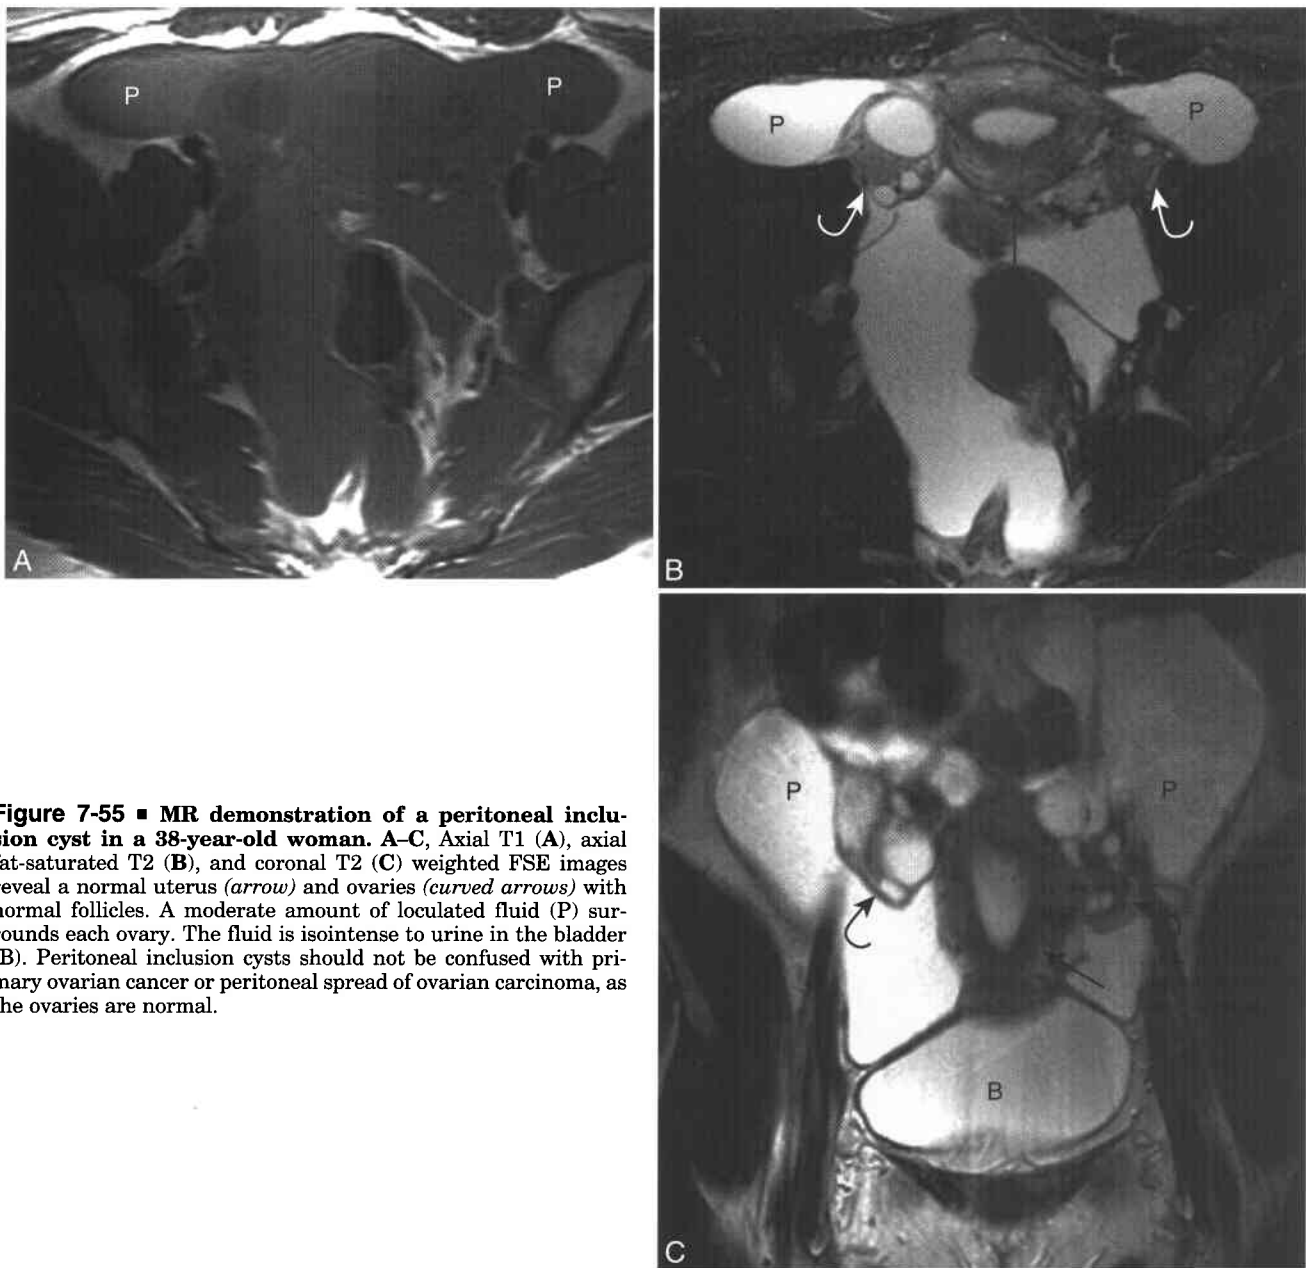 P
P
A
P
P
B
Figure 7-55 ■ MR demonstration of a peritoneal inclu-
sion cyst in a 38-year-old woman. A–C, Axial T1 (A), axial
fat-saturated T2 (B), and coronal T2 (C) weighted FSE images
reveal a normal uterus (arrow) and ovaries (curved arrows) with
normal follicles. A moderate amount of loculated fluid (P) sur-
rounds each ovary. The fluid is isointense to urine in the bladder
(B). Peritoneal inclusion cysts should not be confused with pri-
mary ovarian cancer or peritoneal spread of ovarian carcinoma, as
the ovaries are normal.
P
P
B
C